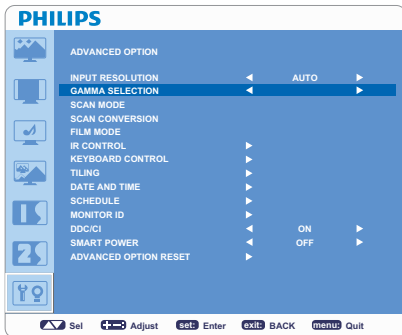 PHILIPS
ADVANCED OPTION
INPUT RESOLUTION AUTO
GAMMA SELECTION
SCAN MODE
SCAN CONVERSION
FILM MODE
IR CONTROL
KEYBOARD CONTROL
TILING
DATE AND TIME
SCHEDULE
MONITOR ID
DDC/CI ON
SMART POWER OFF
ADVANCED OPTION RESET
Sel Adjust set: Enter exit: BACK menu: Quit